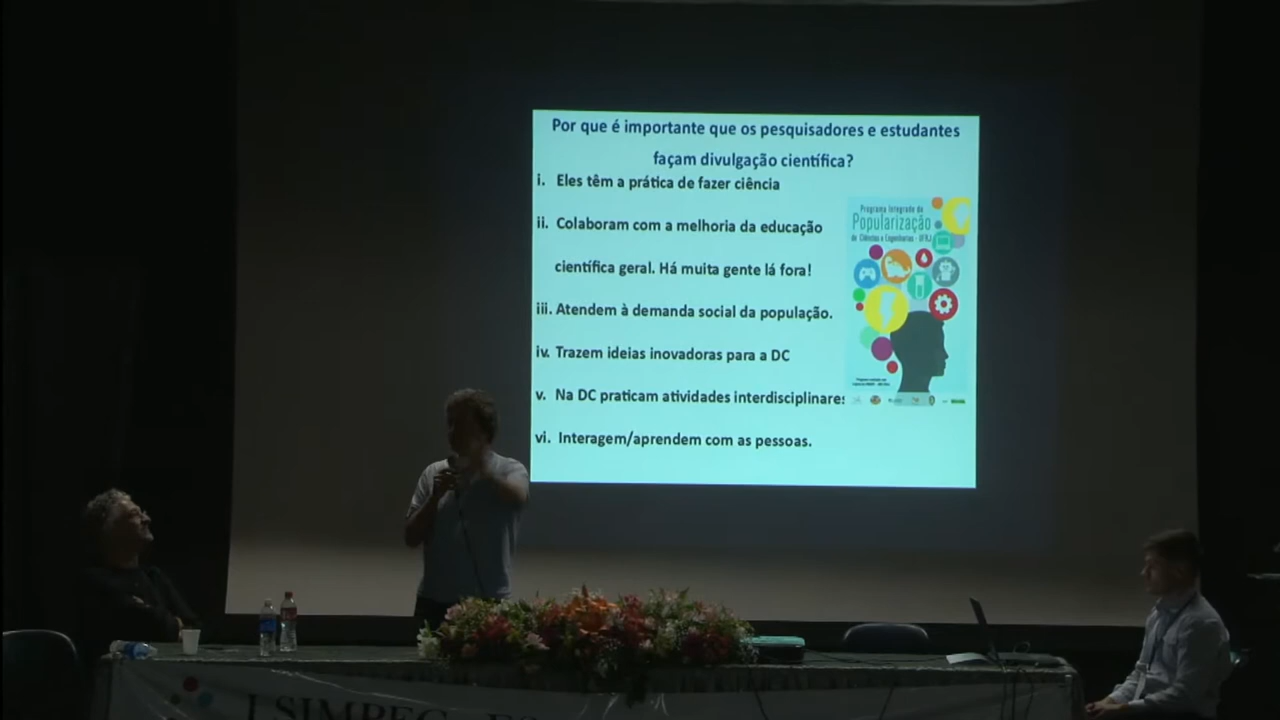 Por que é importante que os pesquisadores e estudantes
façam divulgação científica?
i. Eles têm a prática de fazer ciência
ii. Colaboram com a melhoria da educação
científica geral. Há muita gente lá fora!
iii. Atendem à demanda social da população.
iv. Trazem ideias inovadoras para a DC
v. Na DC praticam atividades interdisciplinares
vi. Interagem/aprendem com as pessoas.
Programa Integrado de
Popularização
de Ciências e Engenharias - UFRJ
I SIMPEC